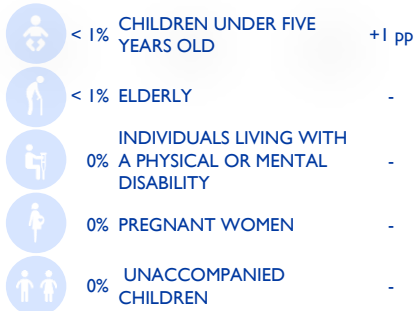 < 1% CHILDREN UNDER FIVE YEARS OLD +1 pp
< 1% ELDERLY -
0% INDIVIDUALS LIVING WITH A PHYSICAL OR MENTAL DISABILITY -
0% PREGNANT WOMEN -
0% UNACCOMPANIED CHILDREN -